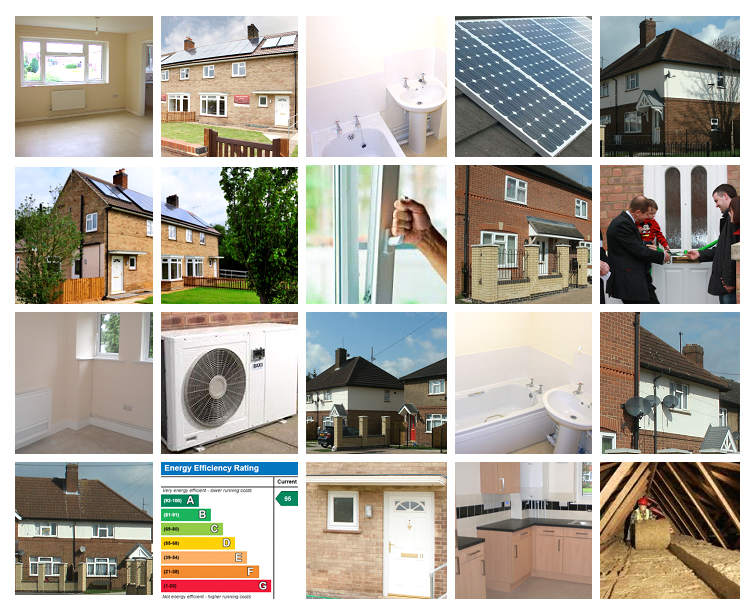 Energy Efficiency Rating
Current
Very energy efficient - lower running costs
(92-100) A
95
(81-91) B
(69-80) C
(55-68) D
(39-54) E
(21-38) F
(1-20) G
Not energy efficient - higher running costs